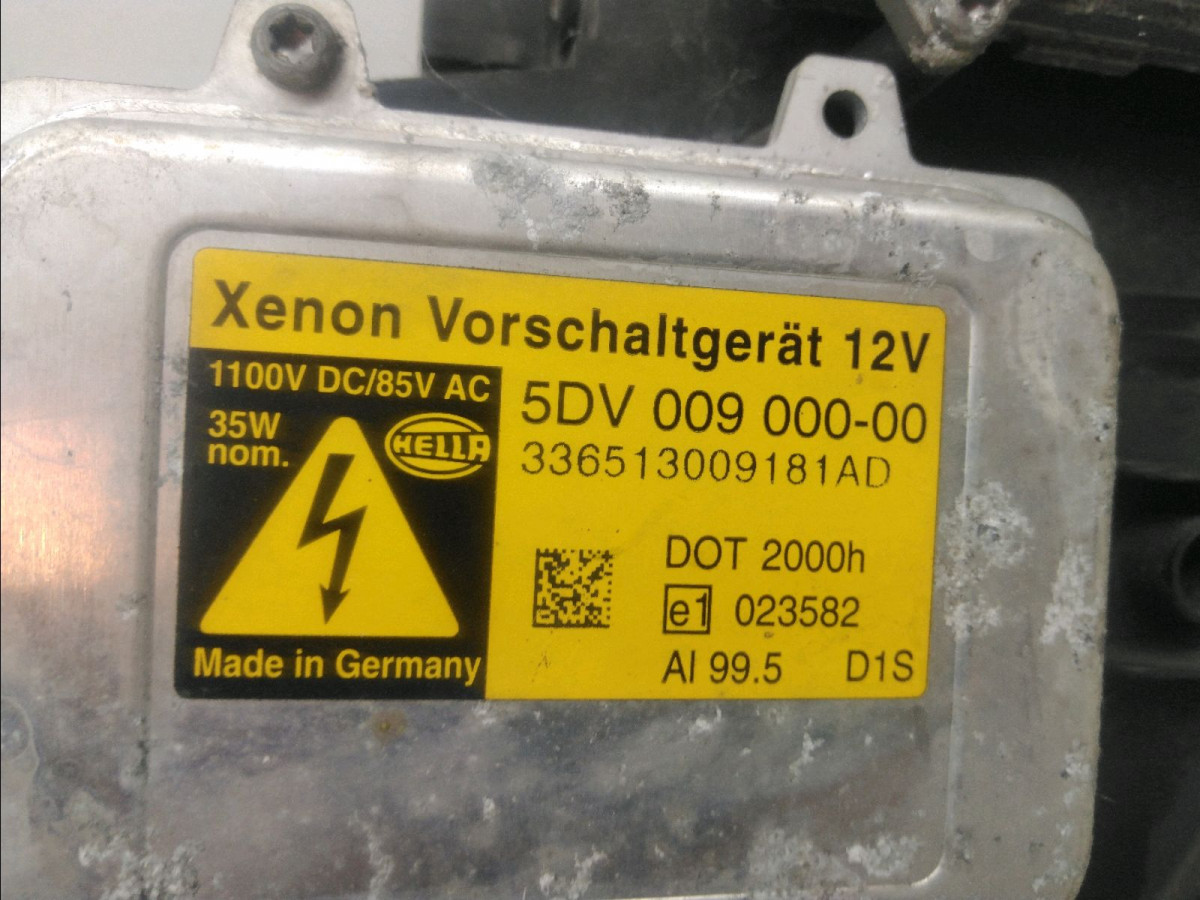 Xenon Vorschaltgerät 12V
1100V DC/85V AC
35W
nom.
HELLA
5DV 009 000-00
336513009181AD
DOT 2000h
e1 023582
Al 99.5 D1S
Made in Germany